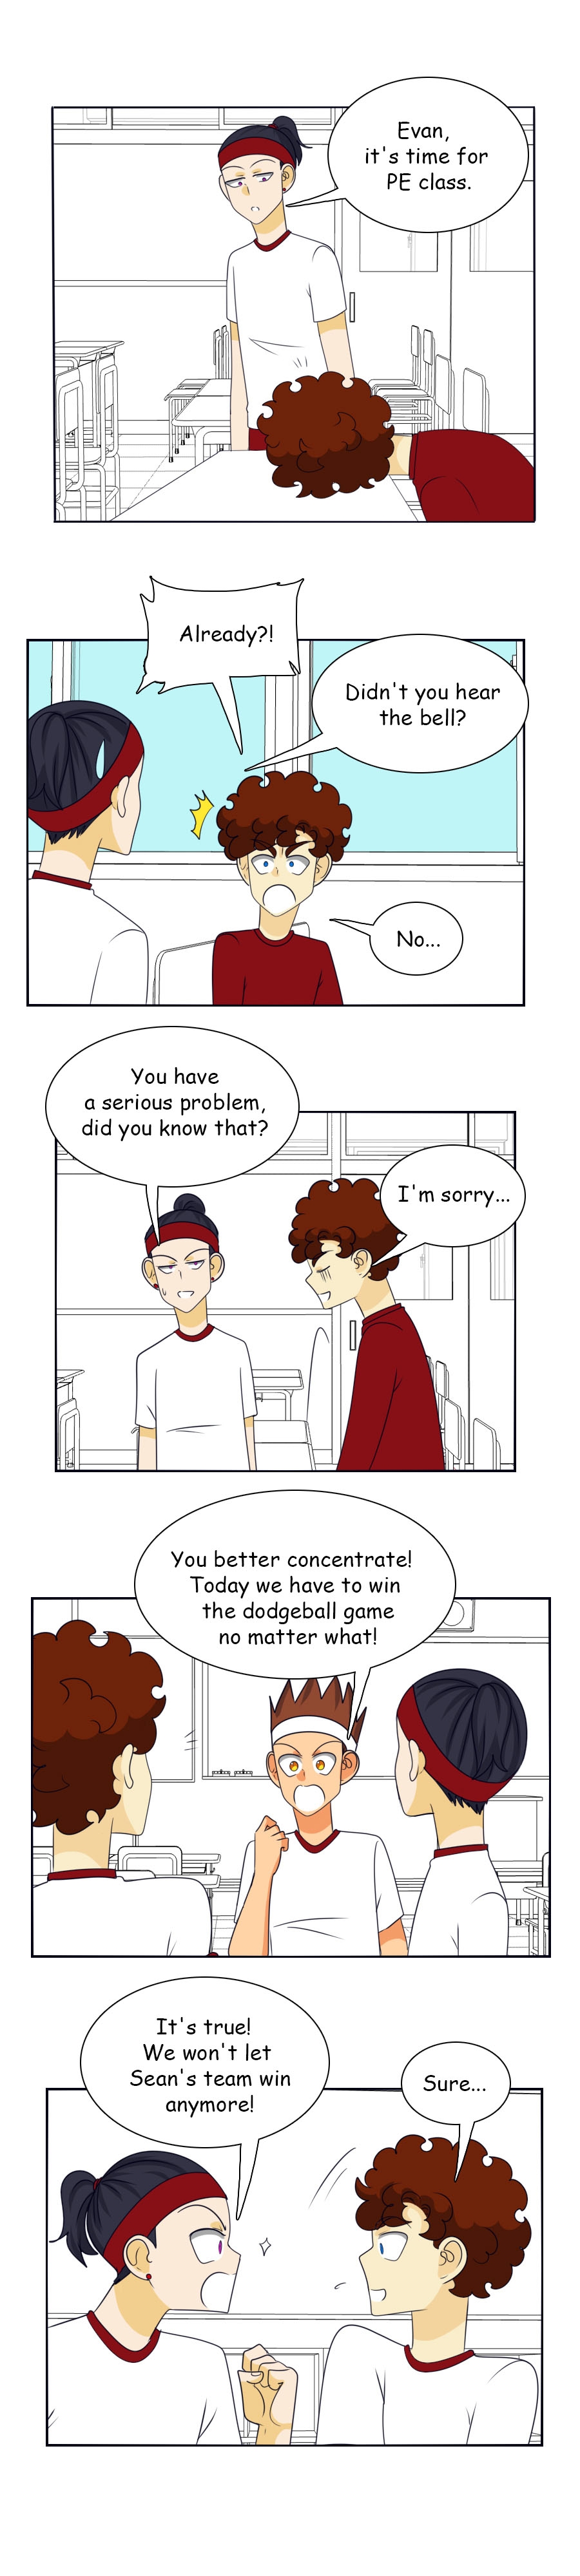 Evan,
it's time for
PE class.
Already?!
Didn't you hear
the bell?
No...
You have
a serious problem,
did you know that?
I'm sorry...
You better concentrate!
Today we have to win
the dodgeball game
no matter what!
It's true!
We won't let
Sean's team win
anymore!
Sure...